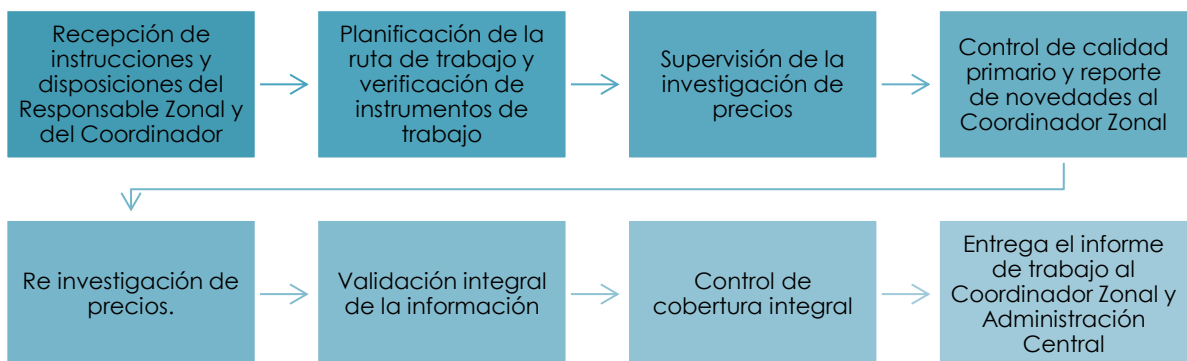 Recepción de
instrucciones y
disposiciones del
Responsable Zonal y
del Coordinador
Planificación de la
ruta de trabajo y
verificación de
instrumentos de
trabajo
Supervisión de la
investigación de
precios
Control de calidad
primario y reporte
de novedades al
Coordinador Zonal
Re investigación de
precios.
Validación integral
de la información
Control de
cobertura integral
Entrega el informe
de trabajo al
Coordinador Zonal y
Administración
Central